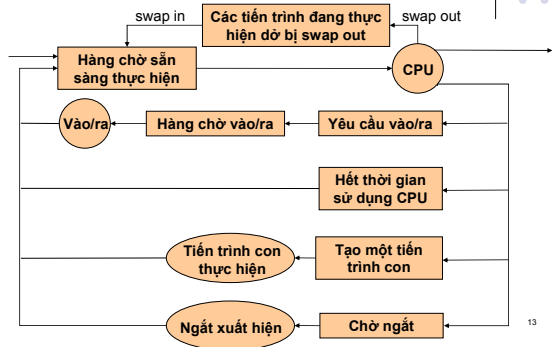 swap in
Các tiến trình đang thực
hiện dở bị swap out
swap out
Hàng chờ sẵn
sàng thực hiện
CPU
Vào/ra
Hàng chờ vào/ra
Yêu cầu vào/ra
Hết thời gian
sử dụng CPU
Tiến trình con
thực hiện
Tạo một tiến
trình con
Ngắt xuất hiện
Chờ ngắt
13